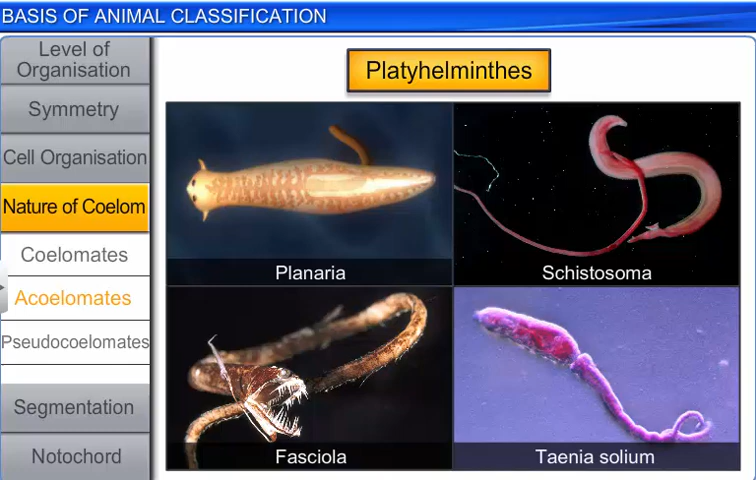 BASIS OF ANIMAL CLASSIFICATION
Level of
Organisation
Symmetry
Cell Organisation
Nature of Coelom
Coelomates
Acoelomates
Pseudocoelomates
Segmentation
Notochord
Platyhelminthes
Planaria
Schistosoma
Fasciola
Taenia solium